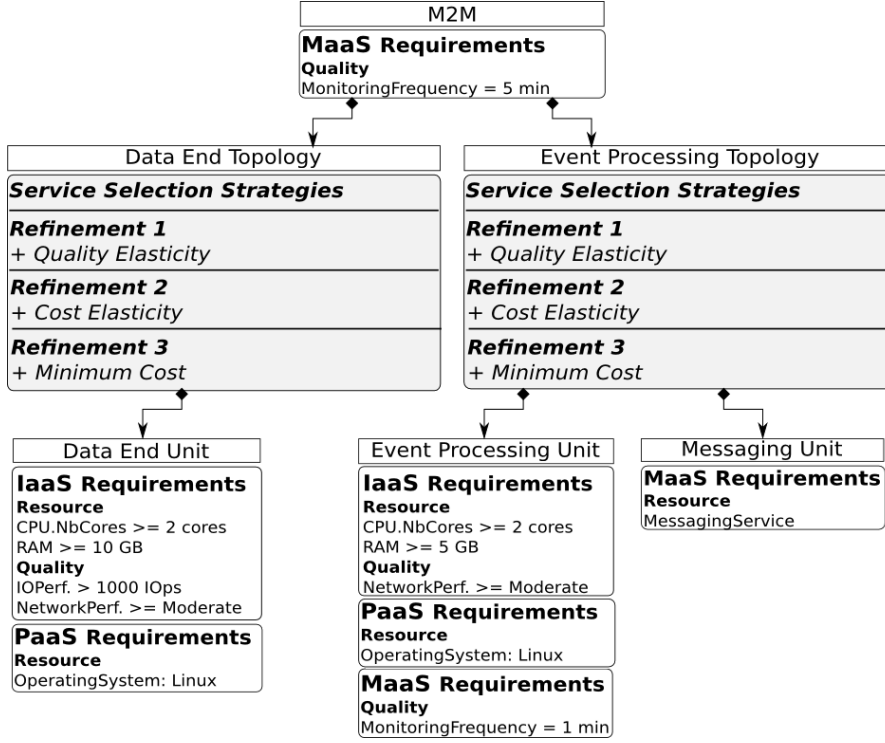 M2M
MaaS Requirements
Quality
MonitoringFrequency = 5 min
Data End Topology
Service Selection Strategies
Refinement 1
+ Quality Elasticity
Refinement 2
+ Cost Elasticity
Refinement 3
+ Minimum Cost
Event Processing Topology
Service Selection Strategies
Refinement 1
+ Quality Elasticity
Refinement 2
+ Cost Elasticity
Refinement 3
+ Minimum Cost
Data End Unit
IaaS Requirements
Resource
CPU.NbCores >= 2 cores
RAM >= 10 GB
Quality
IOPerf. > 1000 IOps
NetworkPerf. >= Moderate
PaaS Requirements
Resource
OperatingSystem: Linux
Event Processing Unit
IaaS Requirements
Resource
CPU.NbCores >= 2 cores
RAM >= 5 GB
Quality
NetworkPerf. >= Moderate
PaaS Requirements
Resource
OperatingSystem: Linux
MaaS Requirements
Quality
MonitoringFrequency = 1 min
Messaging Unit
MaaS Requirements
Resource
MessagingService